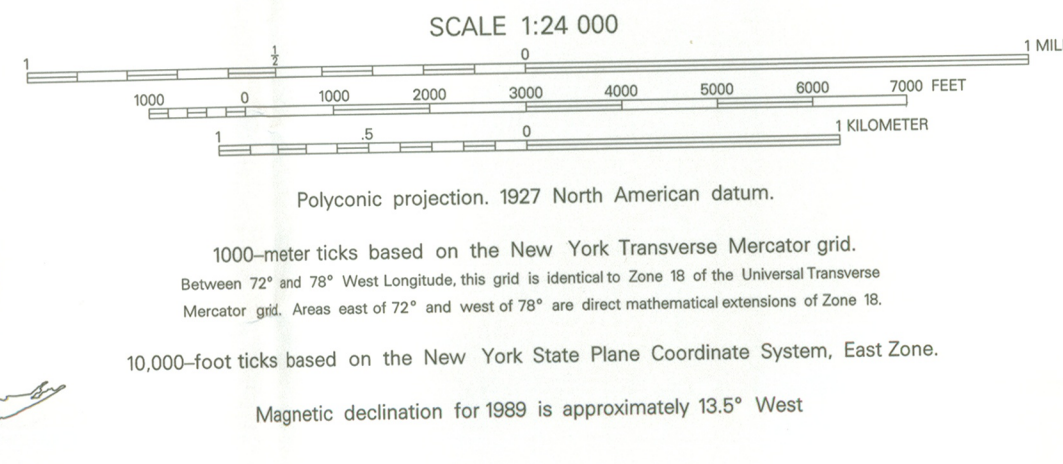 SCALE 1:24 000
1 ½ 0 1 MIL
1000 0 1000 2000 3000 4000 5000 6000 7000 FEET
1 .5 0 1 KILOMETER
Polyconic projection. 1927 North American datum.
1000–meter ticks based on the New York Transverse Mercator grid.
Between 72° and 78° West Longitude, this grid is identical to Zone 18 of the Universal Transverse
Mercator grid. Areas east of 72° and west of 78° are direct mathematical extensions of Zone 18.
10,000–foot ticks based on the New York State Plane Coordinate System, East Zone.
Magnetic declination for 1989 is approximately 13.5° West